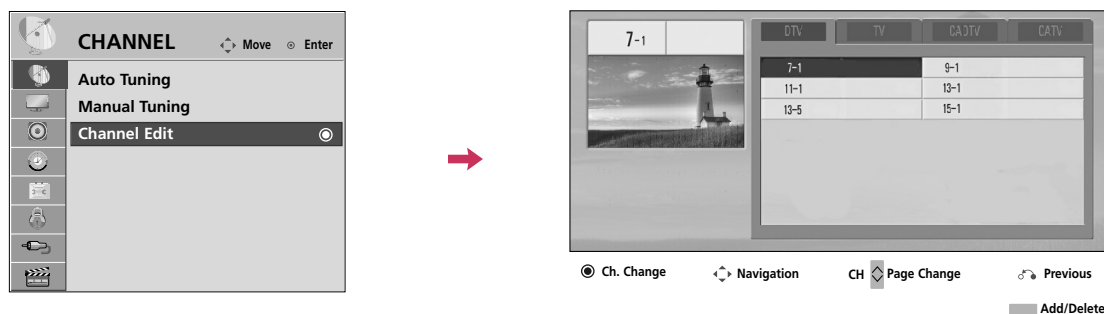 CHANNEL
Move
Enter
Auto Tuning
Manual Tuning
Channel Edit
7-1
DTV TV CADTV CATV
7-1 9-1
11-1 13-1
13-5 15-1
Ch. Change
Navigation
CH Page Change
Previous
Add/Delete